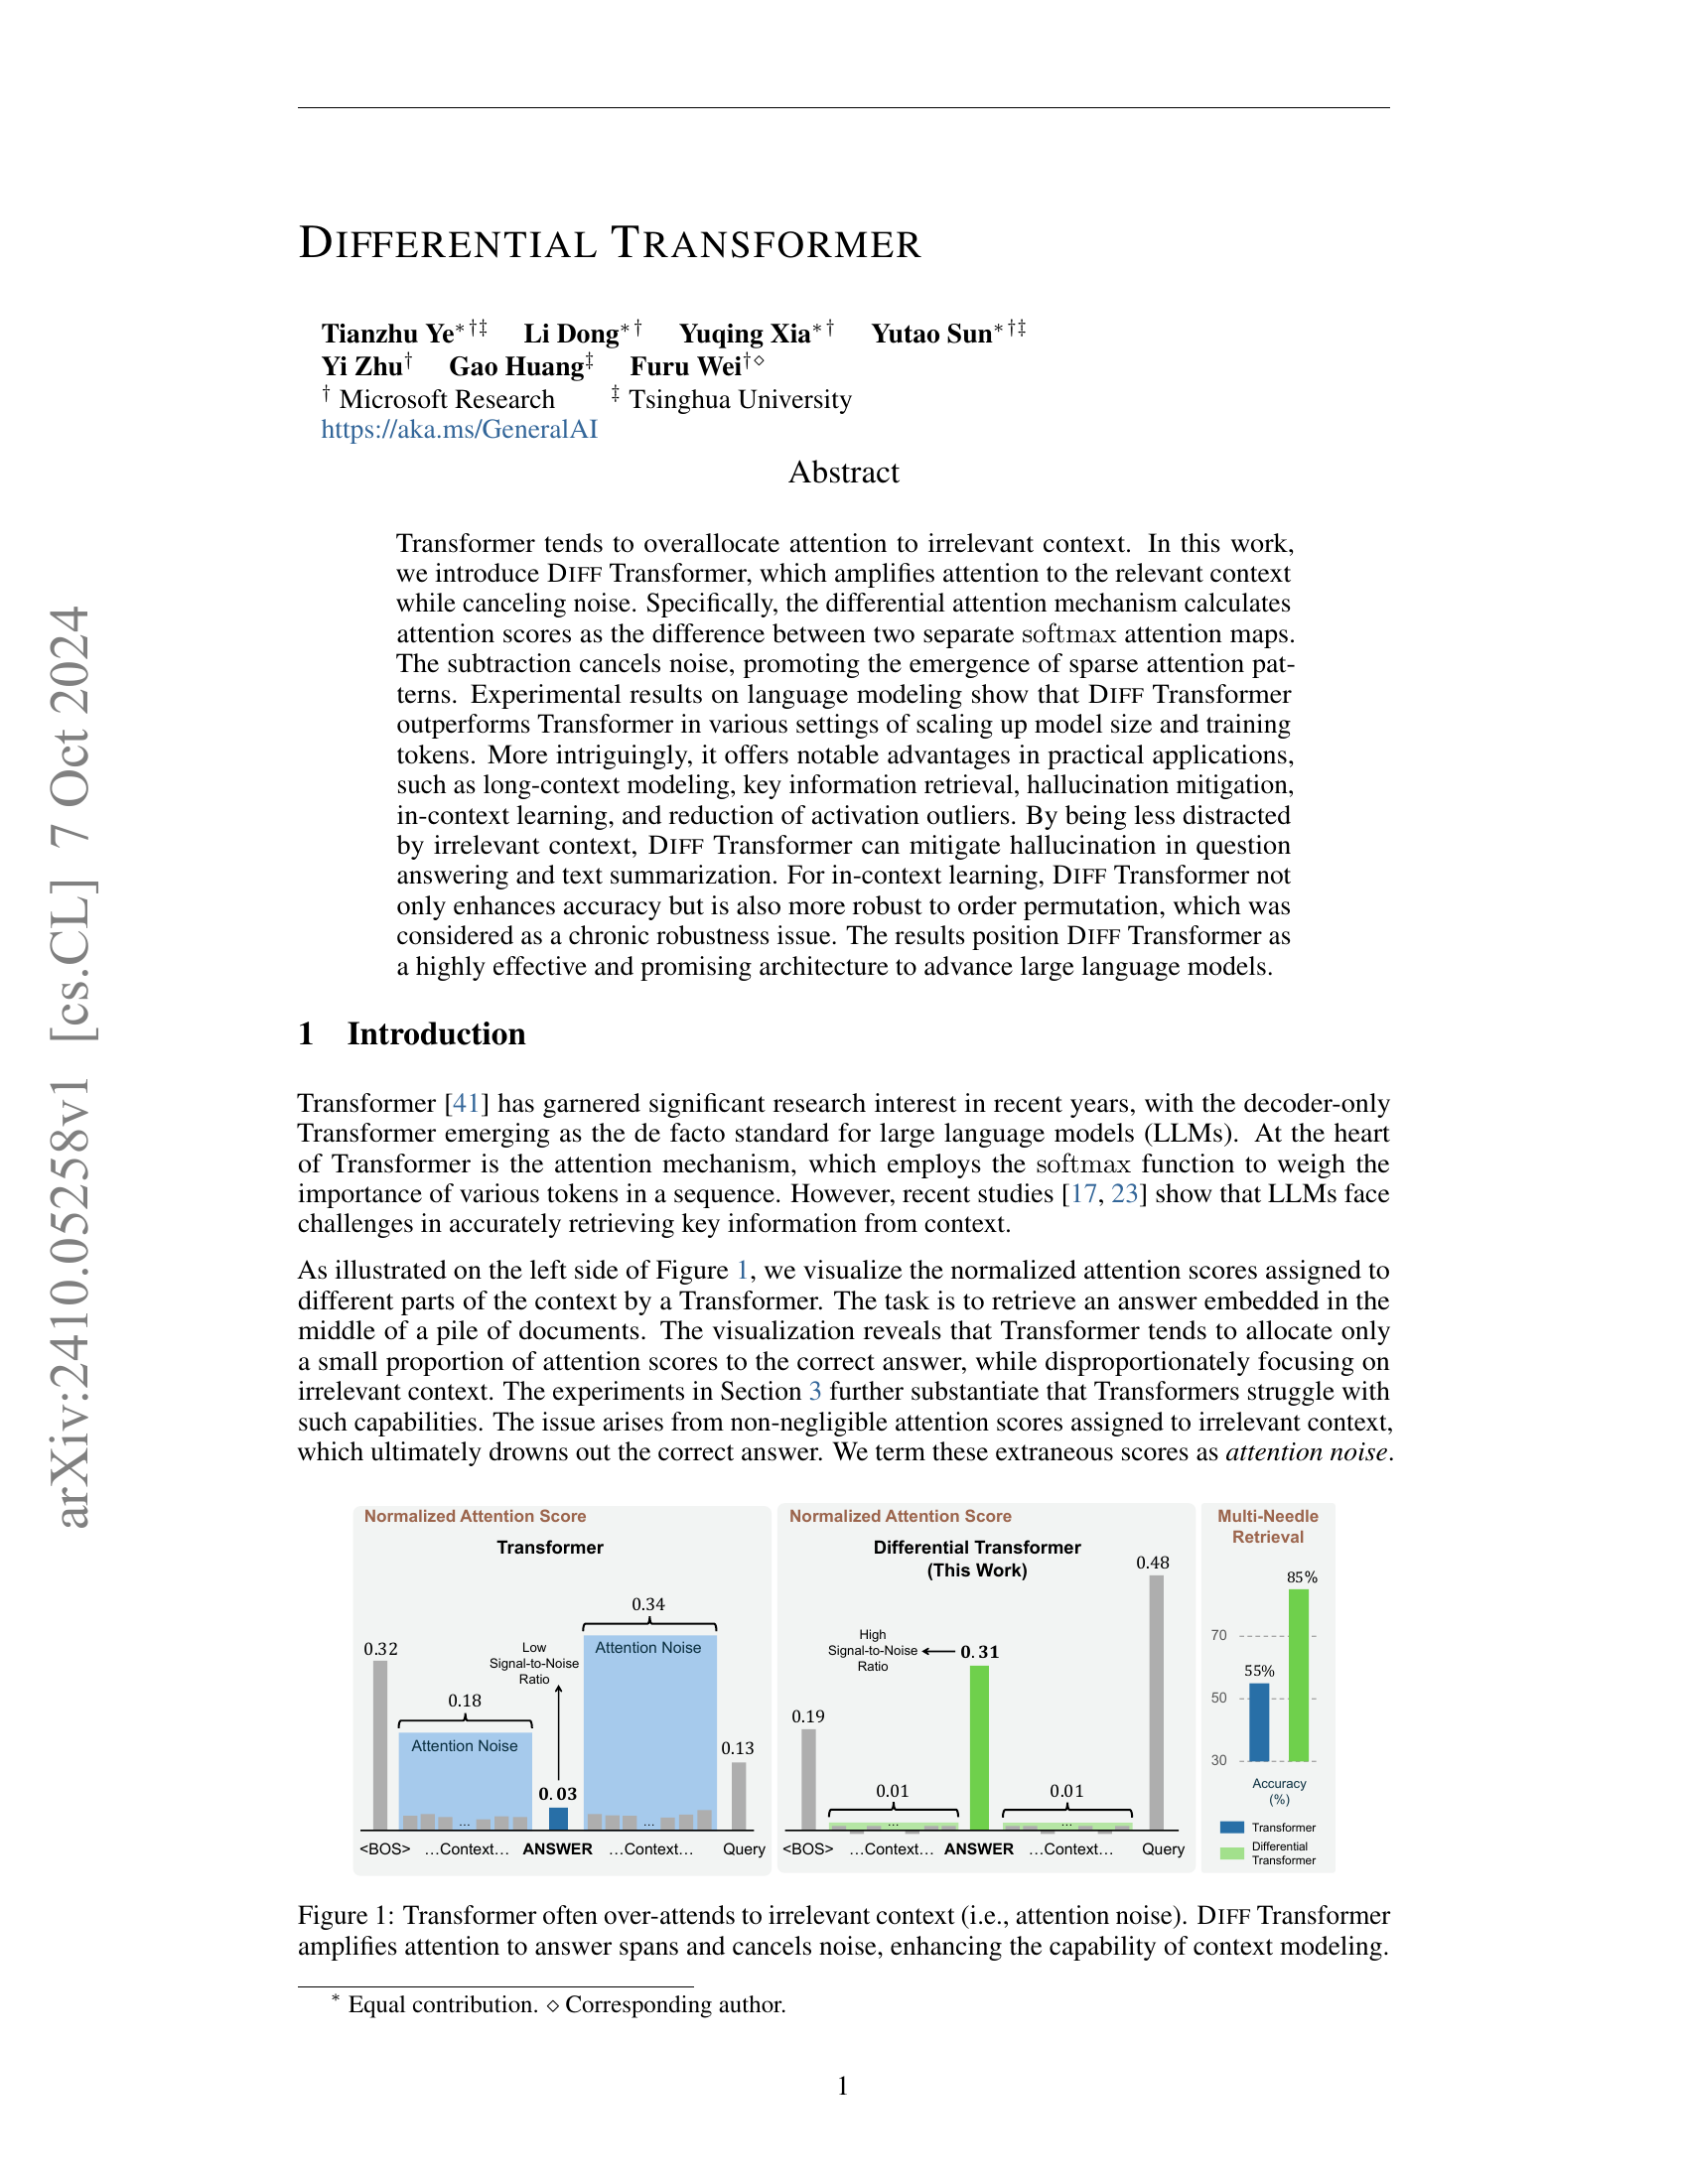 arXiv:2410.05258v1 [cs.CL] 7 Oct 2024
DIFFERENTIAL TRANSFORMER
Tianzhu Ye*†‡ Li Dong*† Yuqing Xia*† Yutao Sun*†‡
Yi Zhu† Gao Huang‡ Furu Wei†⋄
† Microsoft Research ‡ Tsinghua University
https://aka.ms/GeneralAI
Abstract
Transformer tends to overallocate attention to irrelevant context. In this work,
we introduce DIFF Transformer, which amplifies attention to the relevant context
while canceling noise. Specifically, the differential attention mechanism calculates
attention scores as the difference between two separate softmax attention maps.
The subtraction cancels noise, promoting the emergence of sparse attention pat-
terns. Experimental results on language modeling show that DIFF Transformer
outperforms Transformer in various settings of scaling up model size and training
tokens. More intriguingly, it offers notable advantages in practical applications,
such as long-context modeling, key information retrieval, hallucination mitigation,
in-context learning, and reduction of activation outliers. By being less distracted
by irrelevant context, DIFF Transformer can mitigate hallucination in question
answering and text summarization. For in-context learning, DIFF Transformer not
only enhances accuracy but is also more robust to order permutation, which was
considered as a chronic robustness issue. The results position DIFF Transformer as
a highly effective and promising architecture to advance large language models.
1 Introduction
Transformer [41] has garnered significant research interest in recent years, with the decoder-only
Transformer emerging as the de facto standard for large language models (LLMs). At the heart
of Transformer is the attention mechanism, which employs the softmax function to weigh the
importance of various tokens in a sequence. However, recent studies [17, 23] show that LLMs face
challenges in accurately retrieving key information from context.
As illustrated on the left side of Figure 1, we visualize the normalized attention scores assigned to
different parts of the context by a Transformer. The task is to retrieve an answer embedded in the
middle of a pile of documents. The visualization reveals that Transformer tends to allocate only
a small proportion of attention scores to the correct answer, while disproportionately focusing on
irrelevant context. The experiments in Section 3 further substantiate that Transformers struggle with
such capabilities. The issue arises from non-negligible attention scores assigned to irrelevant context,
which ultimately drowns out the correct answer. We term these extraneous scores as attention noise.
Normalized Attention Score
Transformer
0.32
0.18
Attention Noise
...
Low
Signal-to-Noise
Ratio
0.03
0.34
Attention Noise
...
0.13
<BOS> ...Context... ANSWER ...Context... Query
Normalized Attention Score
Differential Transformer
(This Work)
0.19
0.01
...
High
Signal-to-Noise
Ratio
0.31
0.01
...
0.48
<BOS> ...Context... ANSWER ...Context... Query
Multi-Needle
Retrieval
85%
70
55%
50
30
Accuracy
(%)
Transformer
Differential
Transformer
Figure 1: Transformer often over-attends to irrelevant context (i.e., attention noise). DIFF Transformer
amplifies attention to answer spans and cancels noise, enhancing the capability of context modeling.
* Equal contribution. ⋄ Corresponding author.
1